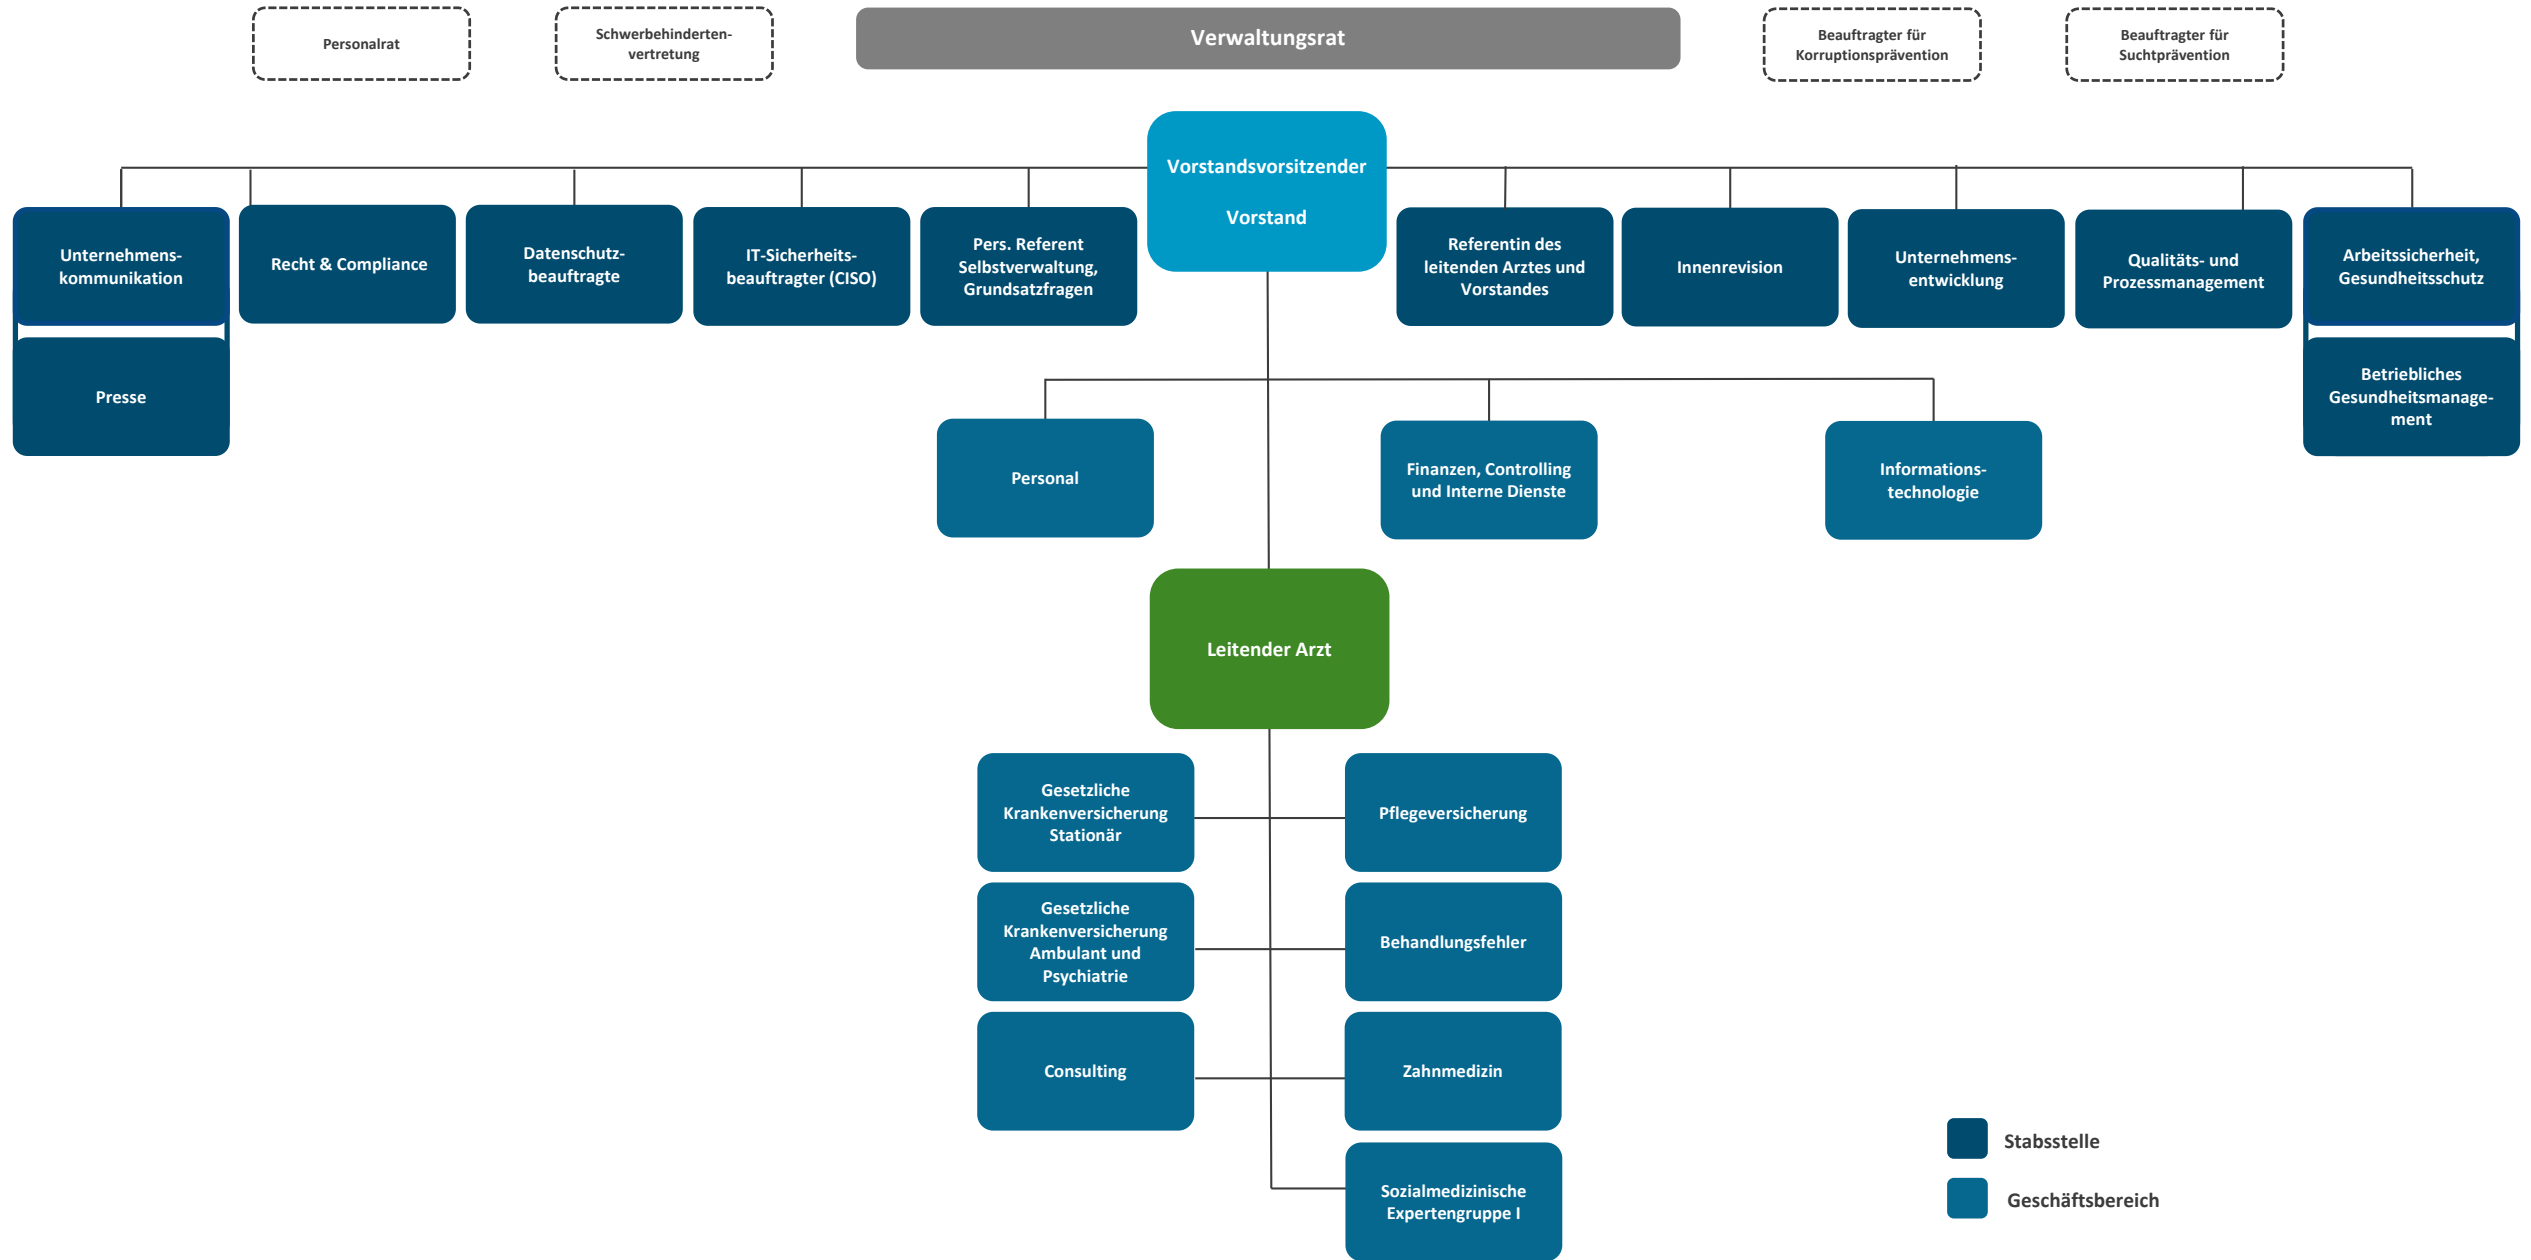 Personalrat
Schwerbehinderten-
vertretung
Verwaltungsrat
Beauftragter für
Korruptionsprävention
Beauftragter für
Suchtprävention
Vorstandsvorsitzender
Vorstand
Unternehmens-
kommunikation
Recht & Compliance
Datenschutz-
beauftragte
IT-Sicherheits-
beauftragter (CISO)
Pers. Referent
Selbstverwaltung,
Grundsatzfragen
Referentin des
leitenden Arztes und
Vorstandes
Innenrevision
Unternehmens-
entwicklung
Qualitäts- und
Prozessmanagement
Arbeitssicherheit,
Gesundheitsschutz
Presse
Betriebliches
Gesundheitsmanage-
ment
Personal
Finanzen, Controlling
und Interne Dienste
Informations-
technologie
Leitender Arzt
Gesetzliche
Krankenversicherung
Stationär
Pflegeversicherung
Gesetzliche
Krankenversicherung
Ambulant und
Psychiatrie
Behandlungsfehler
Consulting
Zahnmedizin
Sozialmedizinische
Expertengruppe I
Stabsstelle
Geschäftsbereich